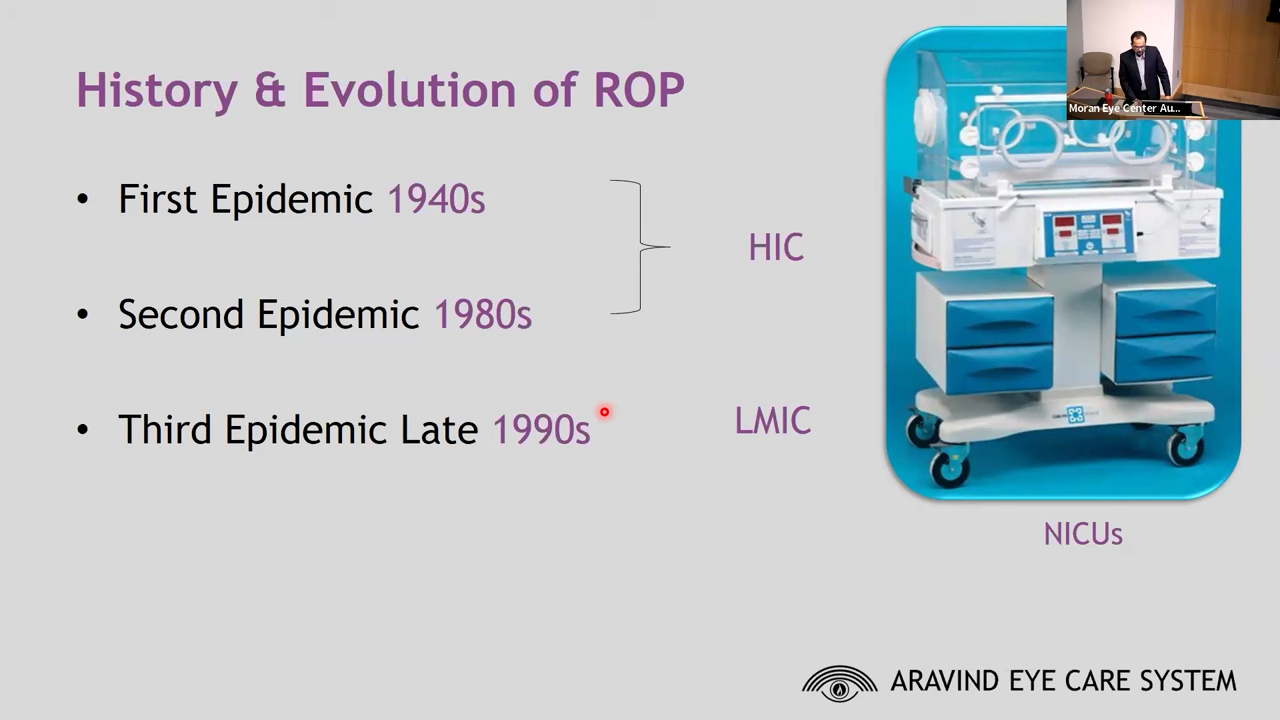 History & Evolution of ROP
Moran Eye Center Au...
• First Epidemic 1940s
HIC
• Second Epidemic 1980s
• Third Epidemic Late 1990s
LMIC
NICUs
ARAVIND EYE CARE SYSTEM